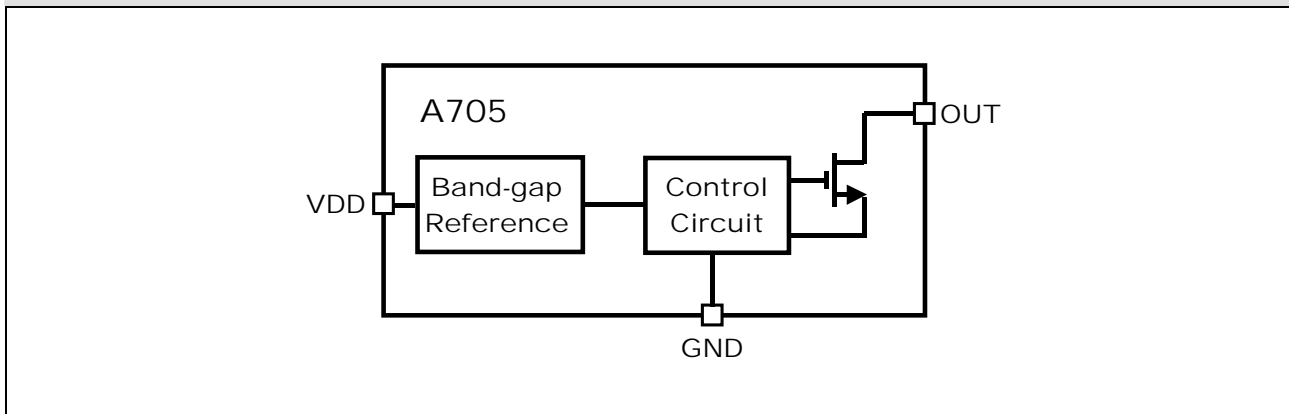 A705
OUT
VDD
Band-gap
Reference
Control
Circuit
GND